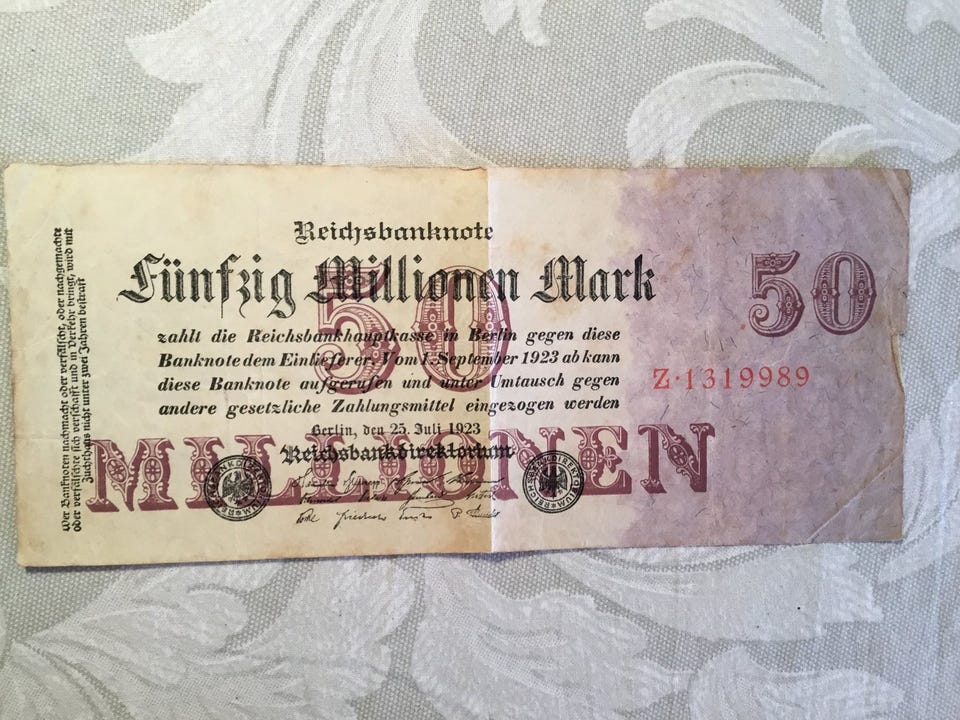 Reichsbanknote
Fünfzig Millionen Mark
50
50
zahlt die Reichsbankhauptkasse in Berlin gegen diese
Banknote dem Einlieferer. Vom 1. September 1923 ab kann
diese Banknote aufgerufen und unter Umtausch gegen
andere gesetzliche Zahlungsmittel eingezogen werden
Z·1319989
Berlin, den 25. Juli 1923
Reichsbankdirektorium
MILLIONEN
REICHSBANKDIREKTORIUM
REICHSBANKDIREKTORIUM
Wer Banknoten nachmacht oder verfälscht, oder nachgemachte
oder verfälschte sich verschafft und in Verkehr bringt, wird mit
Zuchthaus nicht unter zwei Jahren bestraft